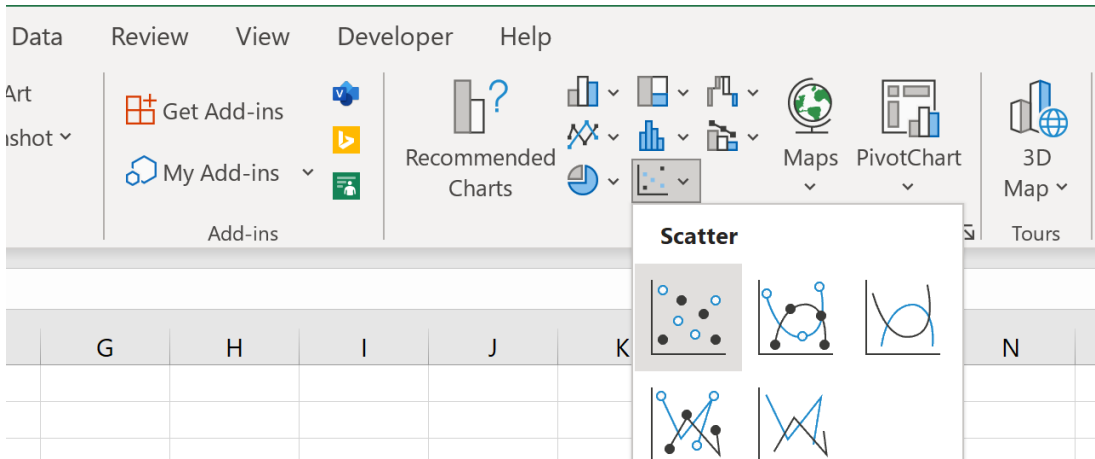 Data Review View Developer Help
Art
nshot
Get Add-ins
My Add-ins
Add-ins
Recommended
Charts
Maps
PivotChart
3D
Map
Tours
Scatter
G H I J K N